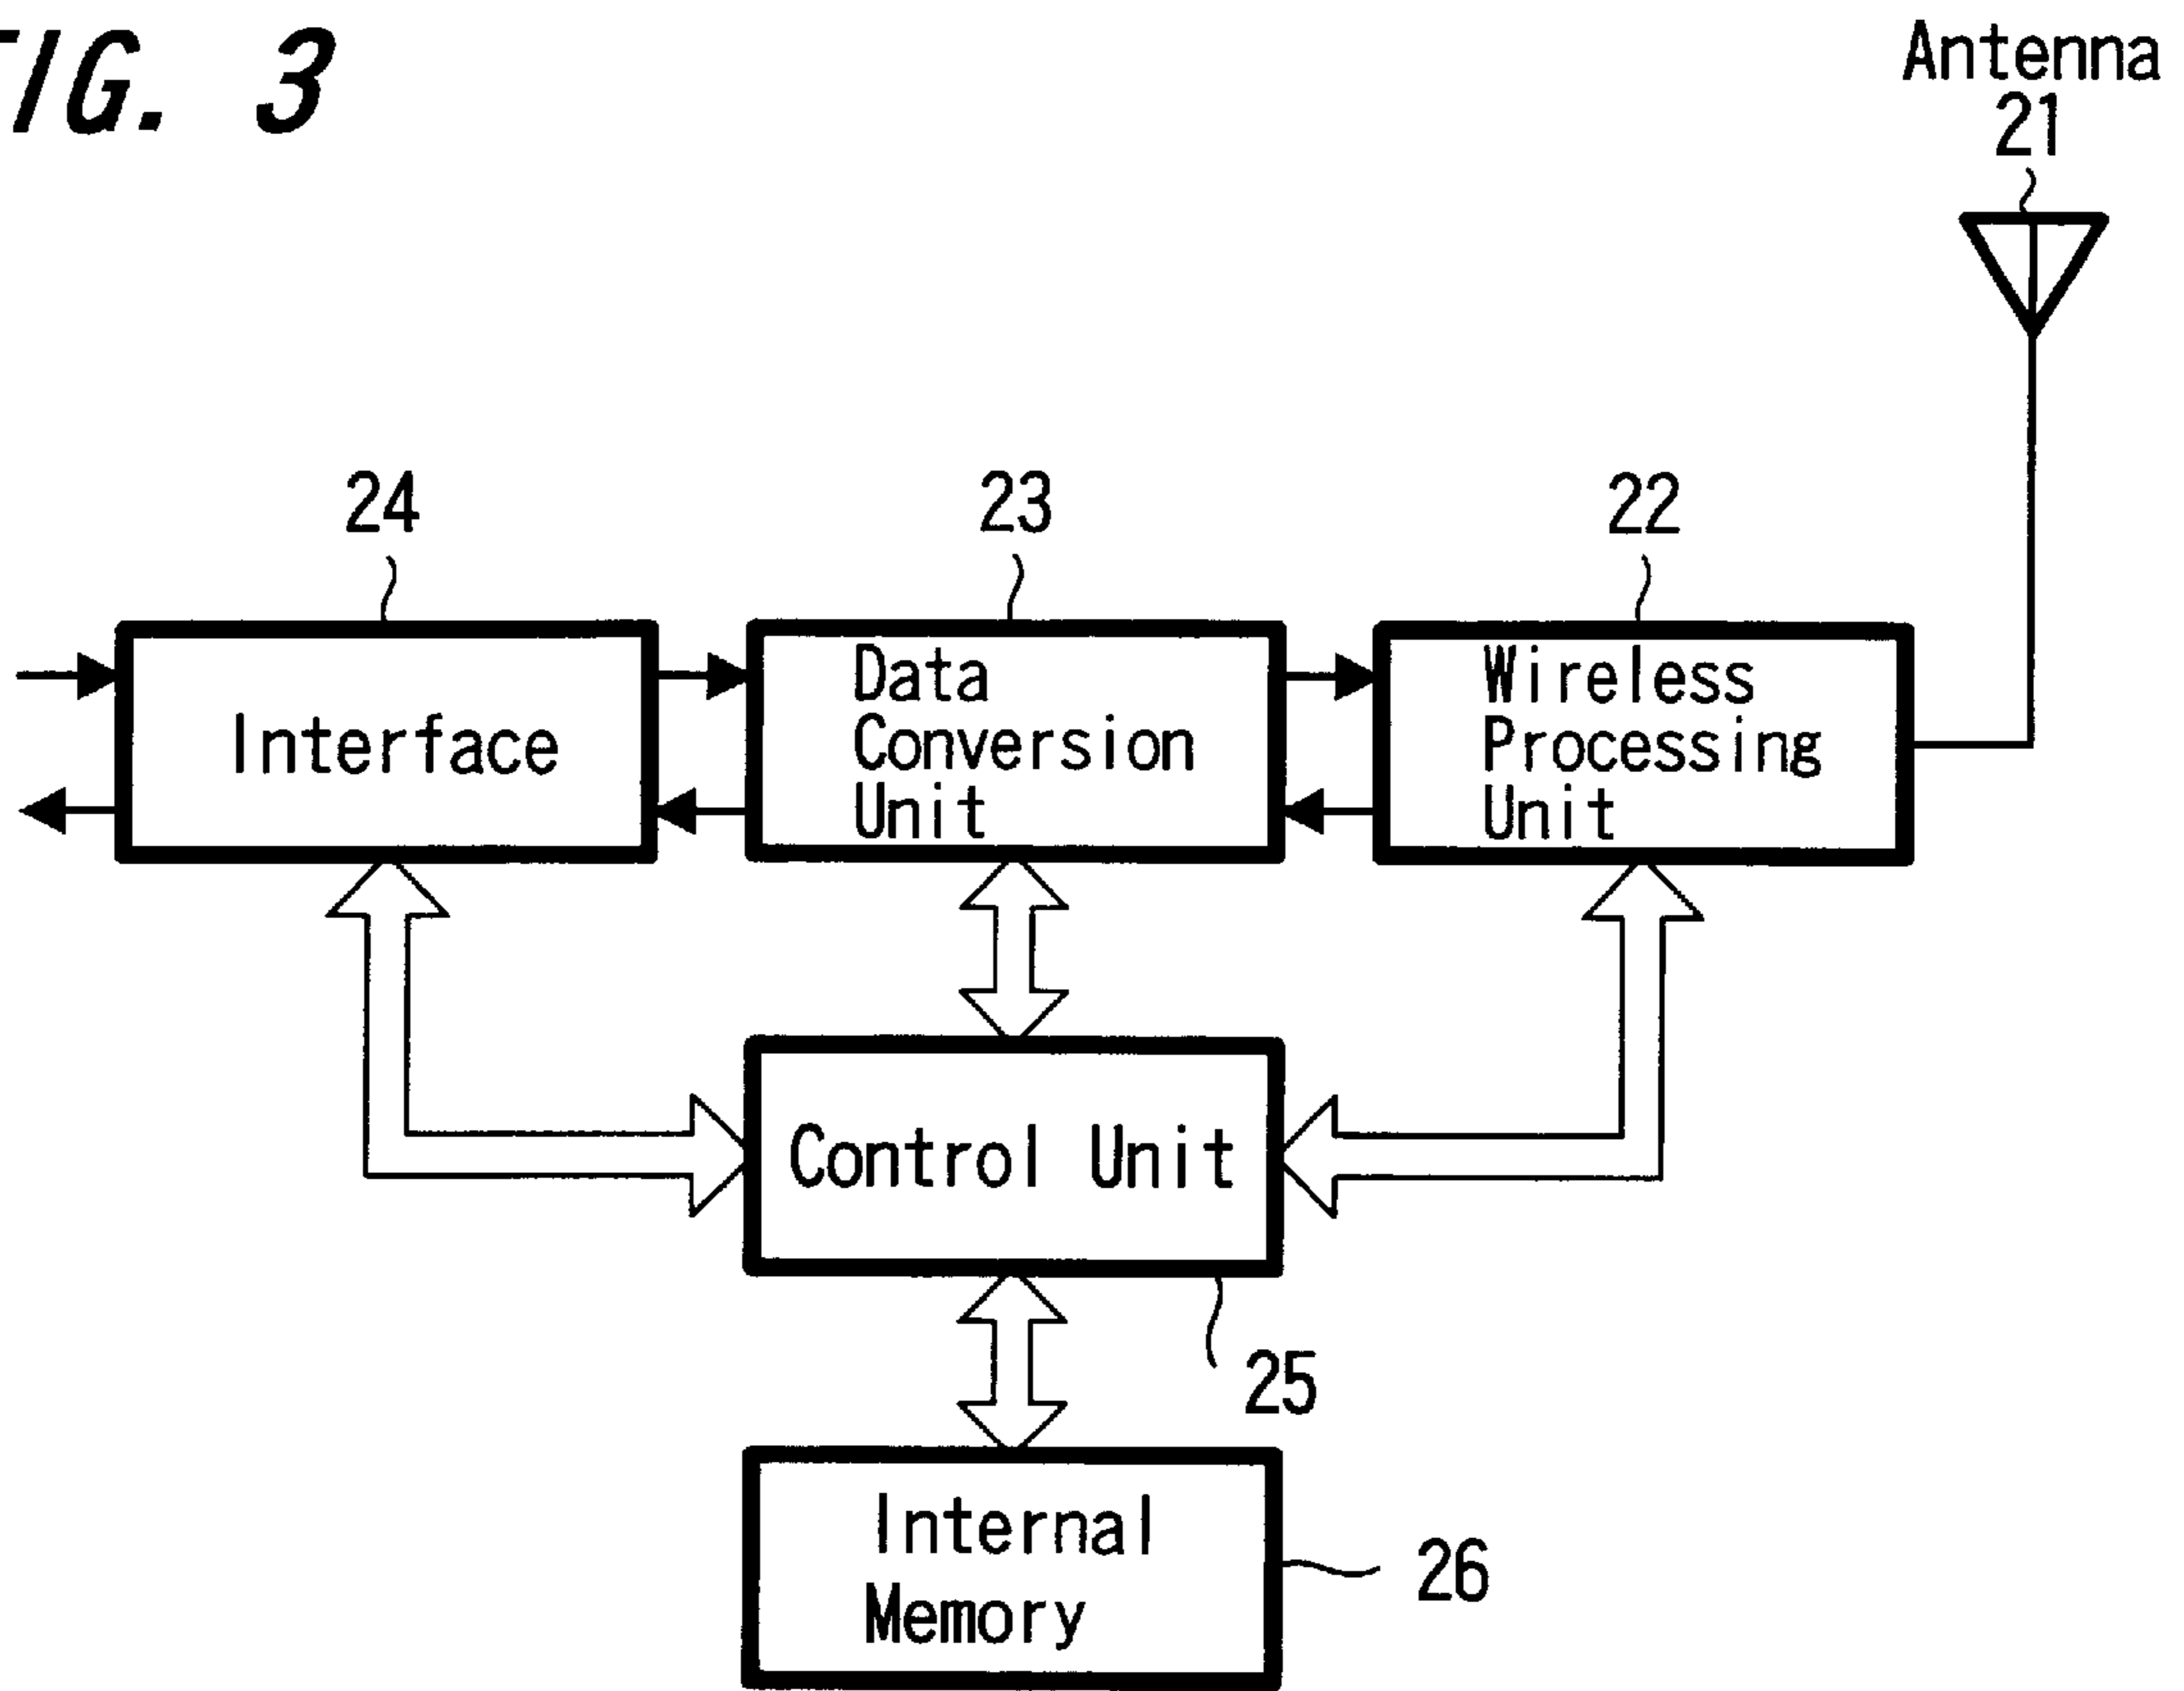 FIG. 3
Antenna
21
24
23
22
Interface
Data
Conversion
Unit
Wireless
Processing
Unit
Control Unit
25
Internal
Memory
26